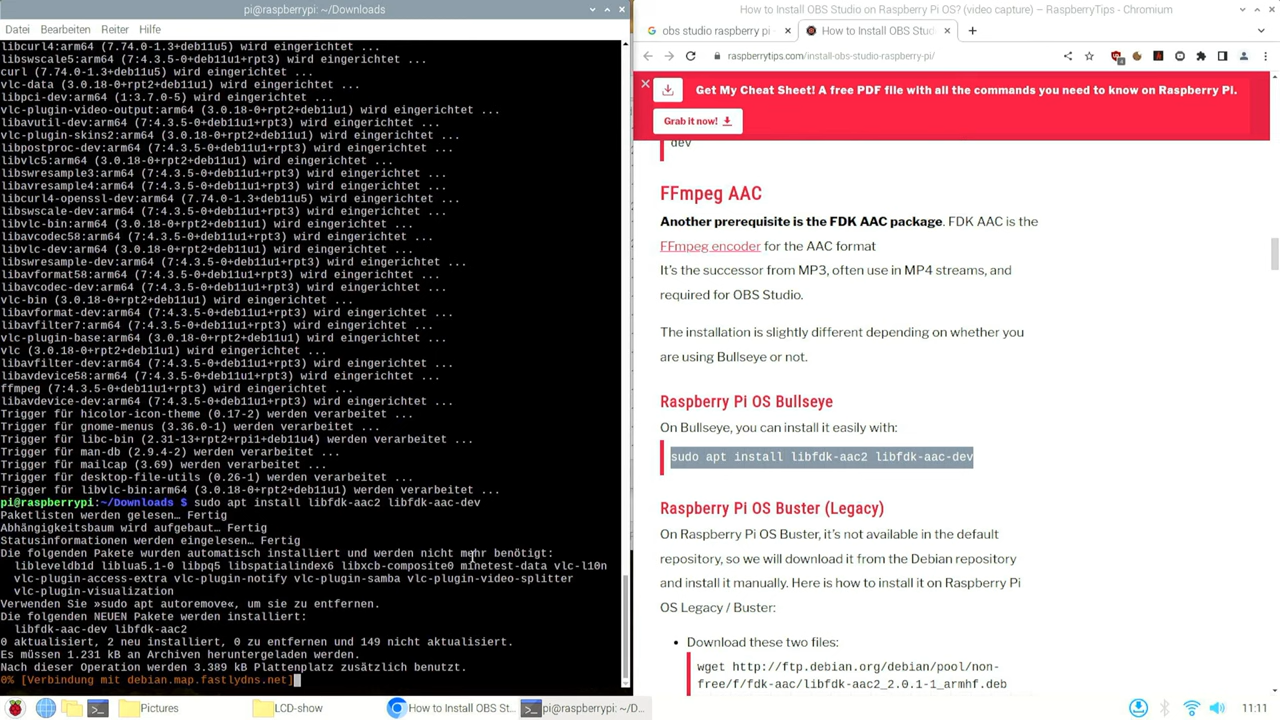 pi@raspberrypi: ~/Downloads
Datei Bearbeiten Reiter Hilfe
libcurl4:arm64 (7.74.0-1.3+deb11u5) wird eingerichtet ...
libswscale5:arm64 (7:4.3.5-0+deb11u1+rpt3) wird eingerichtet ...
curl (7.74.0-1.3+deb11u5) wird eingerichtet ...
vlc-data (3.0.18-0+rpt2+deb11u1) wird eingerichtet ...
libpci-dev:arm64 (1:3.7.0-5) wird eingerichtet ...
vlc-plugin-video-output:arm64 (3.0.18-0+rpt2+deb11u1) wird eingerichtet ...
libavutil-dev:arm64 (7:4.3.5-0+deb11u1+rpt3) wird eingerichtet ...
vlc-plugin-skins2:arm64 (3.0.18-0+rpt2+deb11u1) wird eingerichtet ...
libpostproc-dev:arm64 (7:4.3.5-0+deb11u1+rpt3) wird eingerichtet ...
libvlc5:arm64 (3.0.18-0+rpt2+deb11u1) wird eingerichtet ...
libswresample3:arm64 (7:4.3.5-0+deb11u1+rpt3) wird eingerichtet ...
libavresample4:arm64 (7:4.3.5-0+deb11u1+rpt3) wird eingerichtet ...
libcurl4-openssl-dev:arm64 (7.74.0-1.3+deb11u5) wird eingerichtet ...
libswscale-dev:arm64 (7:4.3.5-0+deb11u1+rpt3) wird eingerichtet ...
libvlc-bin:arm64 (3.0.18-0+rpt2+deb11u1) wird eingerichtet ...
libavcodec58:arm64 (7:4.3.5-0+deb11u1+rpt3) wird eingerichtet ...
libvlc-dev:arm64 (3.0.18-0+rpt2+deb11u1) wird eingerichtet ...
libswresample-dev:arm64 (7:4.3.5-0+deb11u1+rpt3) wird eingerichtet ...
libavformat58:arm64 (7:4.3.5-0+deb11u1+rpt3) wird eingerichtet ...
libavcodec-dev:arm64 (7:4.3.5-0+deb11u1+rpt3) wird eingerichtet ...
vlc-bin (3.0.18-0+rpt2+deb11u1) wird eingerichtet ...
libavformat-dev:arm64 (7:4.3.5-0+deb11u1+rpt3) wird eingerichtet ...
libavfilter7:arm64 (7:4.3.5-0+deb11u1+rpt3) wird eingerichtet ...
vlc-plugin-base:arm64 (3.0.18-0+rpt2+deb11u1) wird eingerichtet ...
vlc (3.0.18-0+rpt2+deb11u1) wird eingerichtet ...
libavfilter-dev:arm64 (7:4.3.5-0+deb11u1+rpt3) wird eingerichtet ...
libavdevice58:arm64 (7:4.3.5-0+deb11u1+rpt3) wird eingerichtet ...
ffmpeg (7:4.3.5-0+deb11u1+rpt3) wird eingerichtet ...
libavdevice-dev:arm64 (7:4.3.5-0+deb11u1+rpt3) wird eingerichtet ...
Trigger für hicolor-icon-theme (0.17-2) werden verarbeitet ...
Trigger für gnome-menus (3.36.0-1) werden verarbeitet ...
Trigger für libc-bin (2.31-13+rpt2+rpi1+deb11u4) werden verarbeitet ...
Trigger für man-db (2.9.4-2) werden verarbeitet ...
Trigger für mailcap (3.69) werden verarbeitet ...
Trigger für desktop-file-utils (0.26-1) werden verarbeitet ...
Trigger für libvlc-bin:arm64 (3.0.18-0+rpt2+deb11u1) werden verarbeitet ...
pi@raspberrypi:~/Downloads $ sudo apt install libfdk-aac2 libfdk-aac-dev
Paketlisten werden gelesen… Fertig
Abhängigkeitsbaum wird aufgebaut… Fertig
Statusinformationen werden eingelesen… Fertig
Die folgenden Pakete wurden automatisch installiert und werden nicht mehr benötigt:
libleveldb1d liblua5.1-0 libpq5 libspatialindex6 libxcb-composite0 minetest-data vlc-l10n
vlc-plugin-access-extra vlc-plugin-notify vlc-plugin-samba vlc-plugin-video-splitter
vlc-plugin-visualization
Verwenden Sie »sudo apt autoremove«, um sie zu entfernen.
Die folgenden NEUEN Pakete werden installiert:
libfdk-aac-dev libfdk-aac2
0 aktualisiert, 2 neu installiert, 0 zu entfernen und 149 nicht aktualisiert.
Es müssen 1.231 kB an Archiven heruntergeladen werden.
Nach dieser Operation werden 3.389 kB Plattenplatz zusätzlich benutzt.
0% [Verbindung mit debian.map.fastlydns.net]
How to Install OBS Studio on Raspberry Pi OS? (video capture) – RaspberryTips - Chromium
obs studio raspberry pi
How to Install OBS Studi
raspberrytips.com/install-obs-studio-raspberry-pi/
Get My Cheat Sheet! A free PDF file with all the commands you need to know on Raspberry Pi.
Grab it now!
dev
FFmpeg AAC
Another prerequisite is the FDK AAC package. FDK AAC is the
FFmpeg encoder for the AAC format
It's the successor from MP3, often use in MP4 streams, and
required for OBS Studio.
The installation is slightly different depending on whether you
are using Bullseye or not.
Raspberry Pi OS Bullseye
On Bullseye, you can install it easily with:
sudo apt install libfdk-aac2 libfdk-aac-dev
Raspberry Pi OS Buster (Legacy)
On Raspberry Pi OS Buster, it's not available in the default
repository, so we will download it from the Debian repository
and install it manually. Here is how to install it on Raspberry Pi
OS Legacy / Buster:
• Download these two files:
wget http://ftp.debian.org/debian/pool/non-
free/f/fdk-aac/libfdk-aac2_2.0.1-1_armhf.deb
Pictures
LCD-show
How to Install OBS St...
pi@raspberrypi: ~/D...
11:11